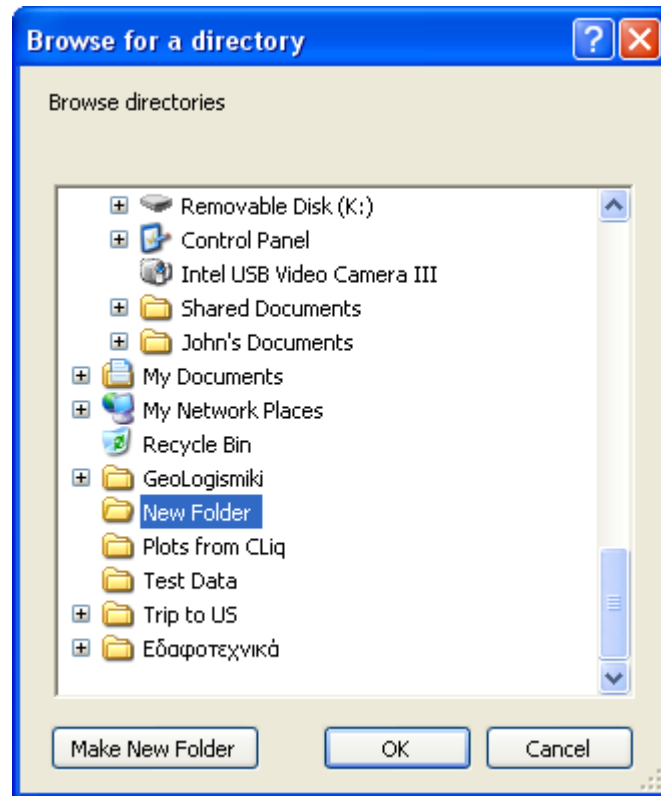 Browse for a directory
Browse directories
Removable Disk (K:)
Control Panel
Intel USB Video Camera III
Shared Documents
John's Documents
My Documents
My Network Places
Recycle Bin
GeoLogismiki
New Folder
Plots from CLiq
Test Data
Trip to US
Εδαφοτεχνικά
Make New Folder OK Cancel